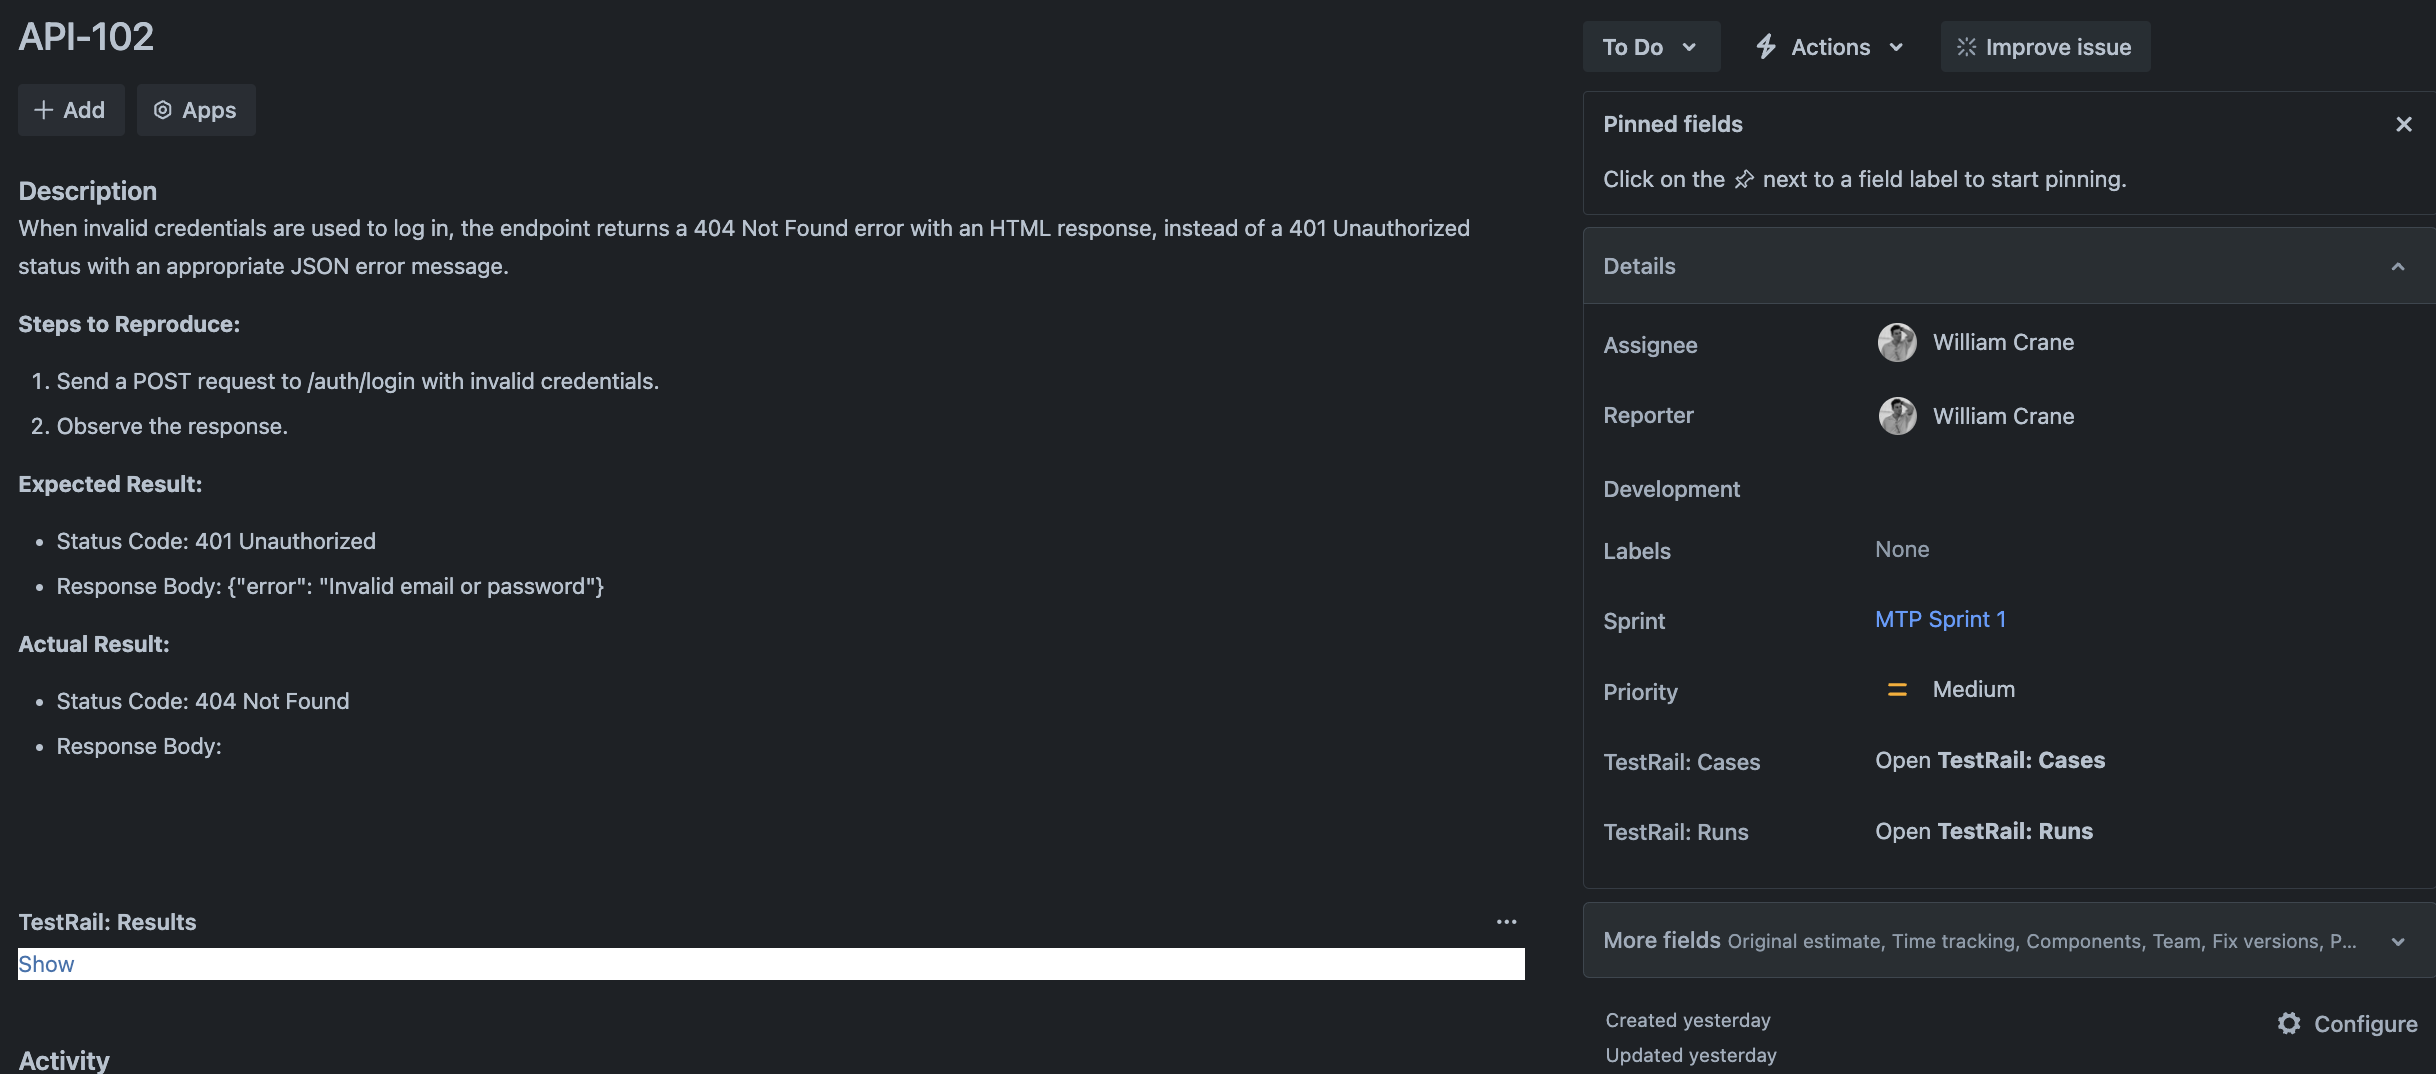 API-102
Add
Apps
Description
When invalid credentials are used to log in, the endpoint returns a 404 Not Found error with an HTML response, instead of a 401 Unauthorized
status with an appropriate JSON error message.
Steps to Reproduce:
1. Send a POST request to /auth/login with invalid credentials.
2. Observe the response.
Expected Result:
• Status Code: 401 Unauthorized
• Response Body: {"error": "Invalid email or password"}
Actual Result:
• Status Code: 404 Not Found
• Response Body:
TestRail: Results
Show
Activity
To Do
Actions
Improve issue
Pinned fields
Click on the next to a field label to start pinning.
Details
Assignee William Crane
Reporter William Crane
Development
Labels None
Sprint MTP Sprint 1
Priority Medium
TestRail: Cases Open TestRail: Cases
TestRail: Runs Open TestRail: Runs
More fields Original estimate, Time tracking, Components, Team, Fix versions, P...
Created yesterday
Configure
Updated yesterday